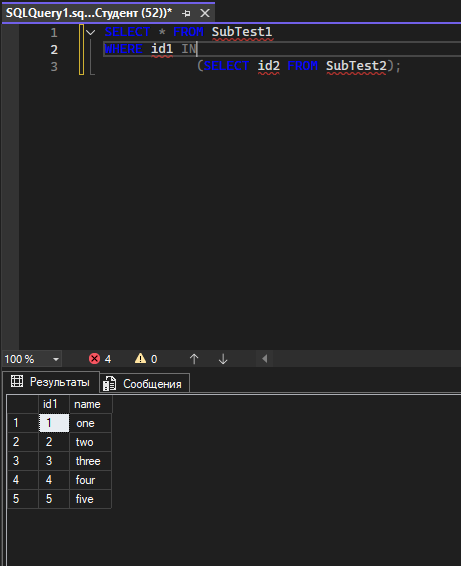 SQLQuery1.sq...Студент (52))*
1 SELECT * FROM SubTest1
2 WHERE id1 IN
3 (SELECT id2 FROM SubTest2);
100 % 4 0
Результаты Сообщения
id1 name
1 1 one
2 2 two
3 3 three
4 4 four
5 5 five